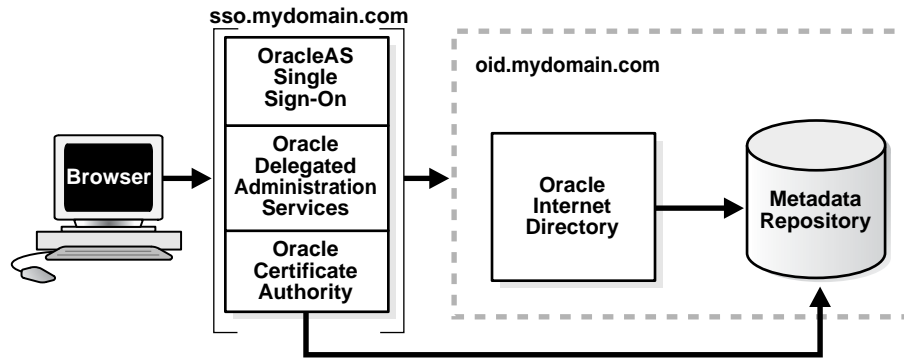 sso.mydomain.com
OracleAS
Single
Sign-On
Oracle
Delegated
Administration
Services
Oracle
Certificate
Authority
Browser
oid.mydomain.com
Oracle
Internet
Directory
Metadata
Repository